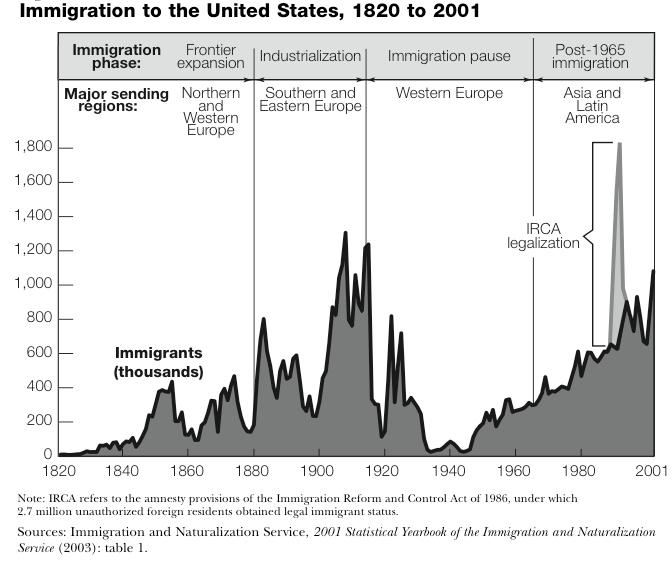 Immigration to the United States, 1820 to 2001
Immigration phase:
Frontier expansion
Industrialization
Immigration pause
Post-1965 immigration
Major sending regions:
Northern and Western Europe
Southern and Eastern Europe
Western Europe
Asia and Latin America
1,800
1,600
1,400
1,200
1,000
800
600
400
200
0
IRCA legalization
Immigrants (thousands)
1820
1840
1860
1880
1900
1920
1940
1960
1980
2001
Note: IRCA refers to the amnesty provisions of the Immigration Reform and Control Act of 1986, under which
2.7 million unauthorized foreign residents obtained legal immigrant status.
Sources: Immigration and Naturalization Service, 2001 Statistical Yearbook of the Immigration and Naturalization
Service (2003): table 1.